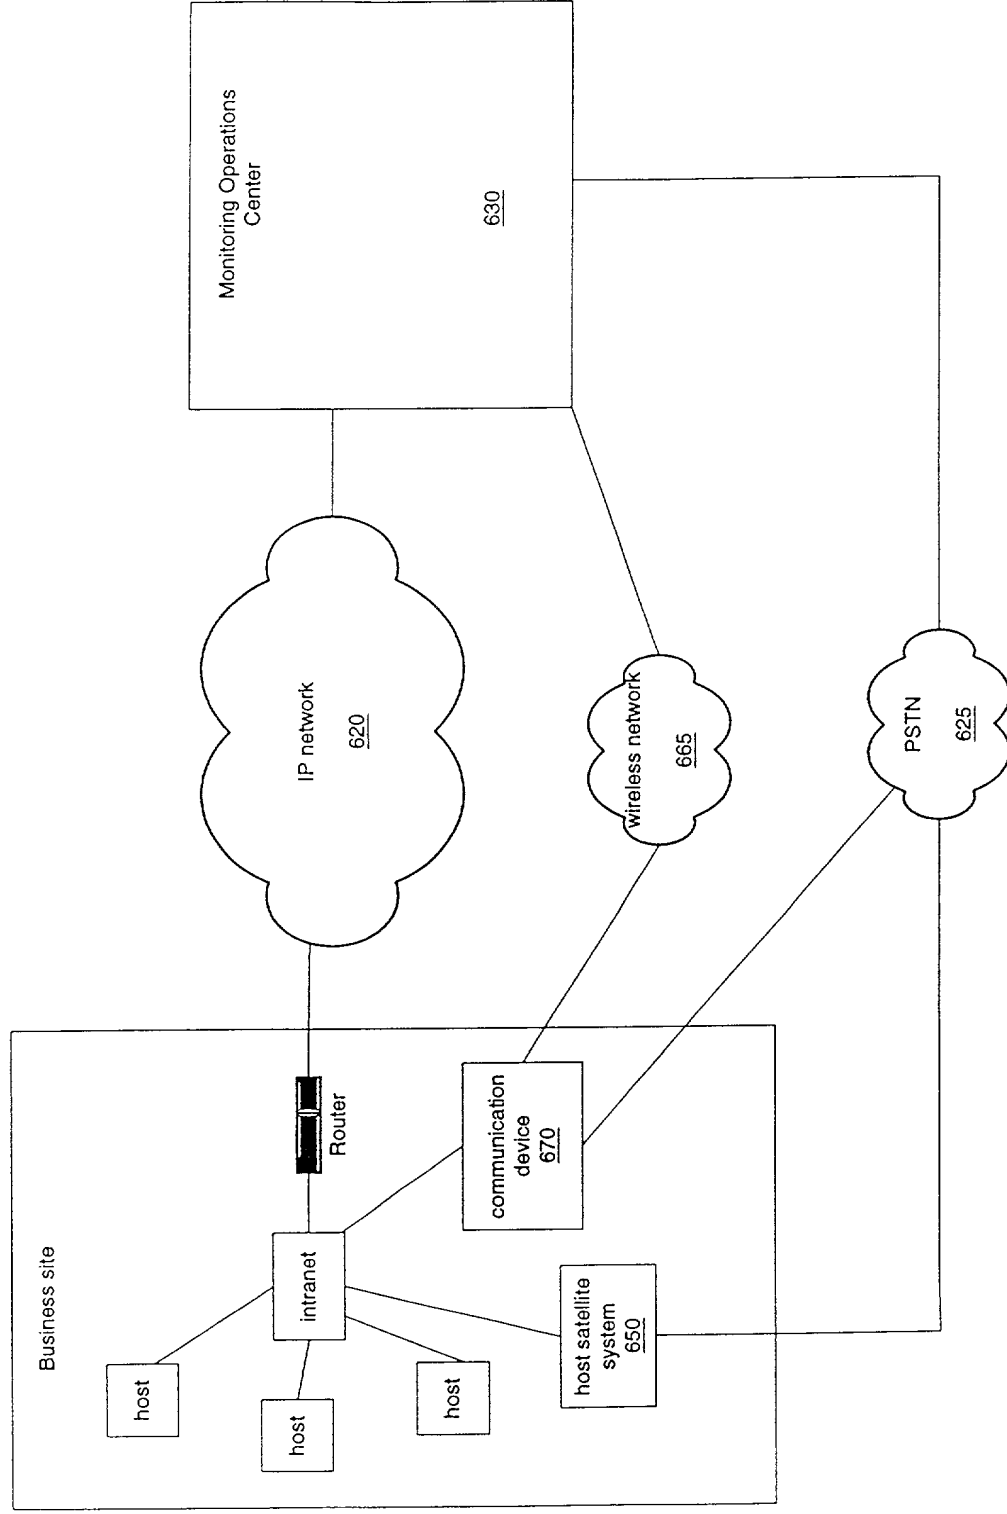 Business site
host
host
host
intranet
Router
host satellite
system
650
communication
device
670
IP network
620
wireless network
665
PSTN
625
Monitoring Operations
Center
630